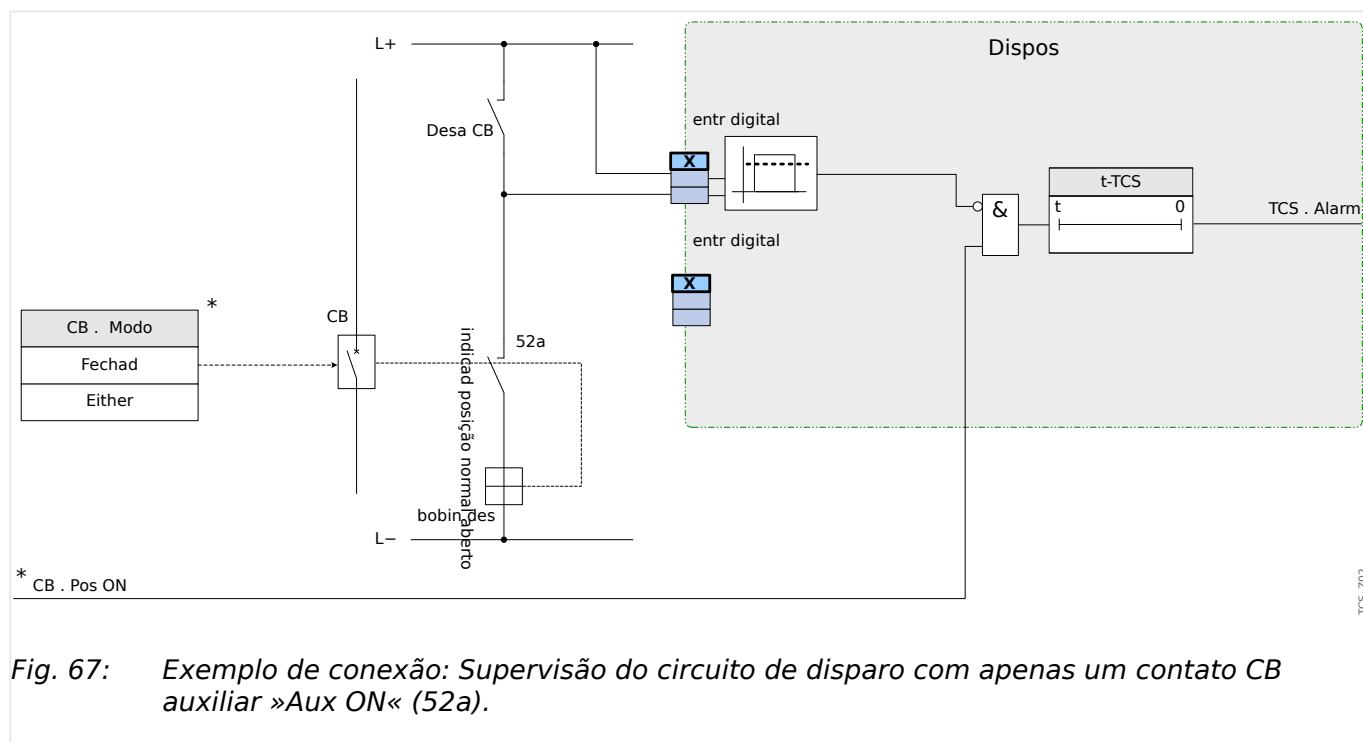 L+
Dispos
entr digital
Desa CB
X
t-TCS
t 0
&
TCS . Alarm
entr digital
X
*
CB . Modo
CB
52a
Fechad
Either
indicad posição normal aberto
bobin des
L−
*
CB . Pos ON
TCS_Z02
Fig. 67: Exemplo de conexão: Supervisão do circuito de disparo com apenas um contato CB
auxiliar »Aux ON« (52a).